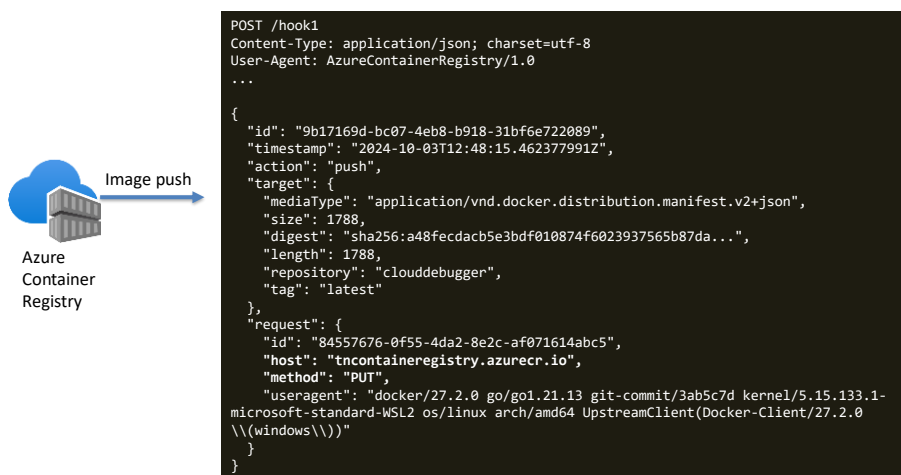 POST /hook1
Content-Type: application/json; charset=utf-8
User-Agent: AzureContainerRegistry/1.0
...
{
  "id": "9b17169d-bc07-4eb8-b918-31bf6e722089",
  "timestamp": "2024-10-03T12:48:15.462377991Z",
  "action": "push",
  "target": {
    "mediaType": "application/vnd.docker.distribution.manifest.v2+json",
    "size": 1788,
    "digest": "sha256:a48fecdacb5e3bdf010874f6023937565b87da...",
    "length": 1788,
    "repository": "clouddebugger",
    "tag": "latest"
  },
  "request": {
    "id": "84557676-0f55-4da2-8e2c-af071614abc5",
    "host": "tncontaineregistry.azurecr.io",
    "method": "PUT",
    "useragent": "docker/27.2.0 go/go1.21.13 git-commit/3ab5c7d kernel/5.15.133.1-
microsoft-standard-WSL2 os/linux arch/amd64 UpstreamClient(Docker-Client/27.2.0
\\(windows\\))"
  }
}
Image push
Azure
Container
Registry